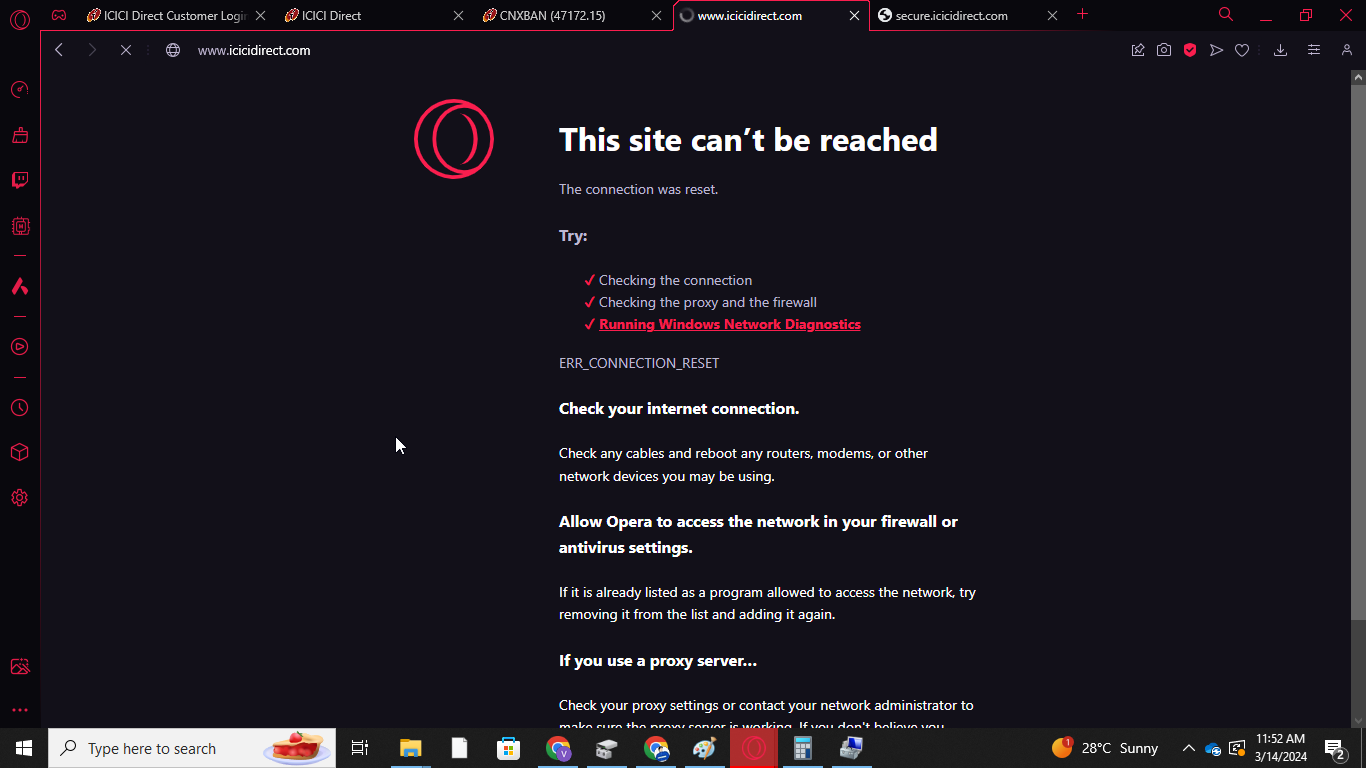 ICICI Direct Customer Login
ICICI Direct
CNXBAN (47172.15)
www.icicidirect.com
secure.icicidirect.com
www.icicidirect.com
This site can’t be reached
The connection was reset.
Try:
Checking the connection
Checking the proxy and the firewall
Running Windows Network Diagnostics
ERR_CONNECTION_RESET
Check your internet connection.
Check any cables and reboot any routers, modems, or other
network devices you may be using.
Allow Opera to access the network in your firewall or
antivirus settings.
If it is already listed as a program allowed to access the network, try
removing it from the list and adding it again.
If you use a proxy server…
Check your proxy settings or contact your network administrator to
make sure the proxy server is working. If you don't believe you
Type here to search
V
1
28°C Sunny
11:52 AM
3/14/2024
2